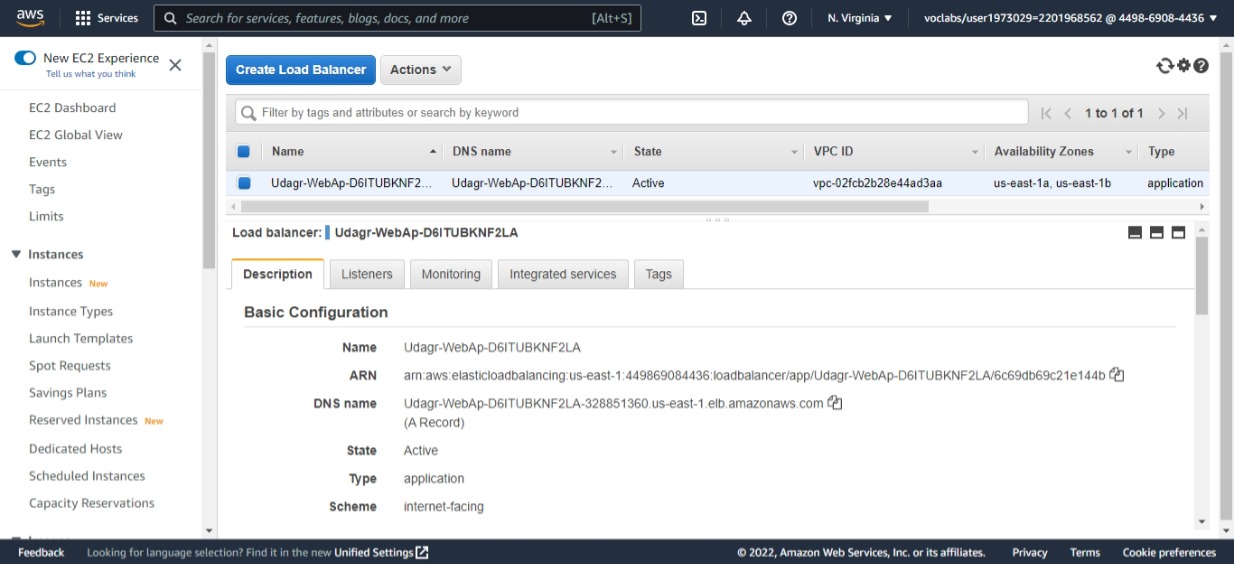 aws Services Search for services, features, blogs, docs, and more [Alt+S] N. Virginia voclabs/user1973029=2201968562 @ 4498-6908-4436
New EC2 Experience
Tell us what you think
EC2 Dashboard
EC2 Global View
Events
Tags
Limits
Instances
Instances New
Instance Types
Launch Templates
Spot Requests
Savings Plans
Reserved Instances New
Dedicated Hosts
Scheduled Instances
Capacity Reservations
Create Load Balancer Actions
Filter by tags and attributes or search by keyword 1 to 1 of 1
Name DNS name State VPC ID Availability Zones Type
Udagr-WebAp-D6ITUBKNF2... Udagr-WebAp-D6ITUBKNF2... Active vpc-02fcb2b28e44ad3aa us-east-1a, us-east-1b application
Load balancer: Udagr-WebAp-D6ITUBKNF2LA
Description Listeners Monitoring Integrated services Tags
Basic Configuration
Name Udagr-WebAp-D6ITUBKNF2LA
ARN arn:aws:elasticloadbalancing:us-east-1:449869084436:loadbalancer/app/Udagr-WebAp-D6ITUBKNF2LA/6c69db69c21e144b
DNS name Udagr-WebAp-D6ITUBKNF2LA-328851360.us-east-1.elb.amazonaws.com
(A Record)
State Active
Type application
Scheme internet-facing
Feedback Looking for language selection? Find it in the new Unified Settings © 2022, Amazon Web Services, Inc. or its affiliates. Privacy Terms Cookie preferences